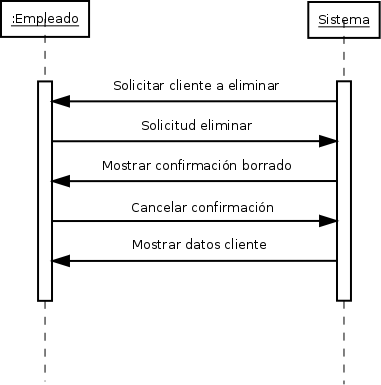 :Empleado
Sistema
Solicitar cliente a eliminar
Solicitud eliminar
Mostrar confirmación borrado
Cancelar confirmación
Mostrar datos cliente